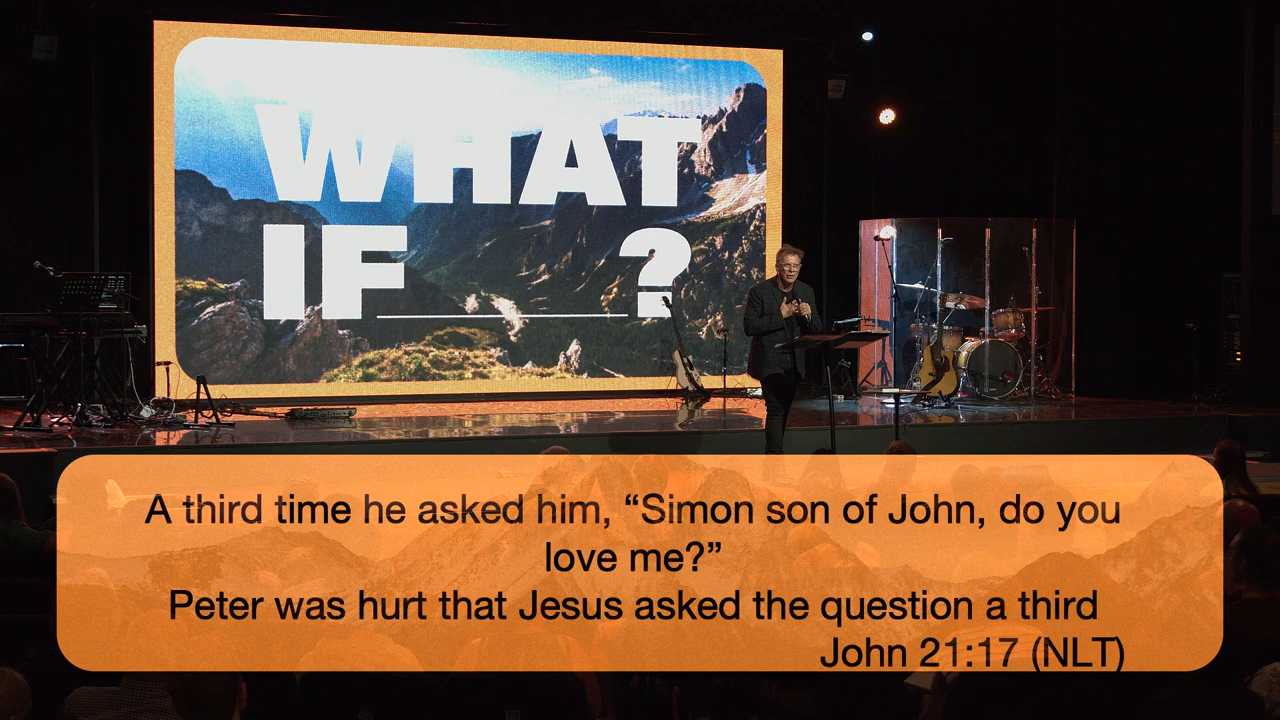 WHAT
IF ______?
A third time he asked him, “Simon son of John, do you
love me?”
Peter was hurt that Jesus asked the question a third
John 21:17 (NLT)